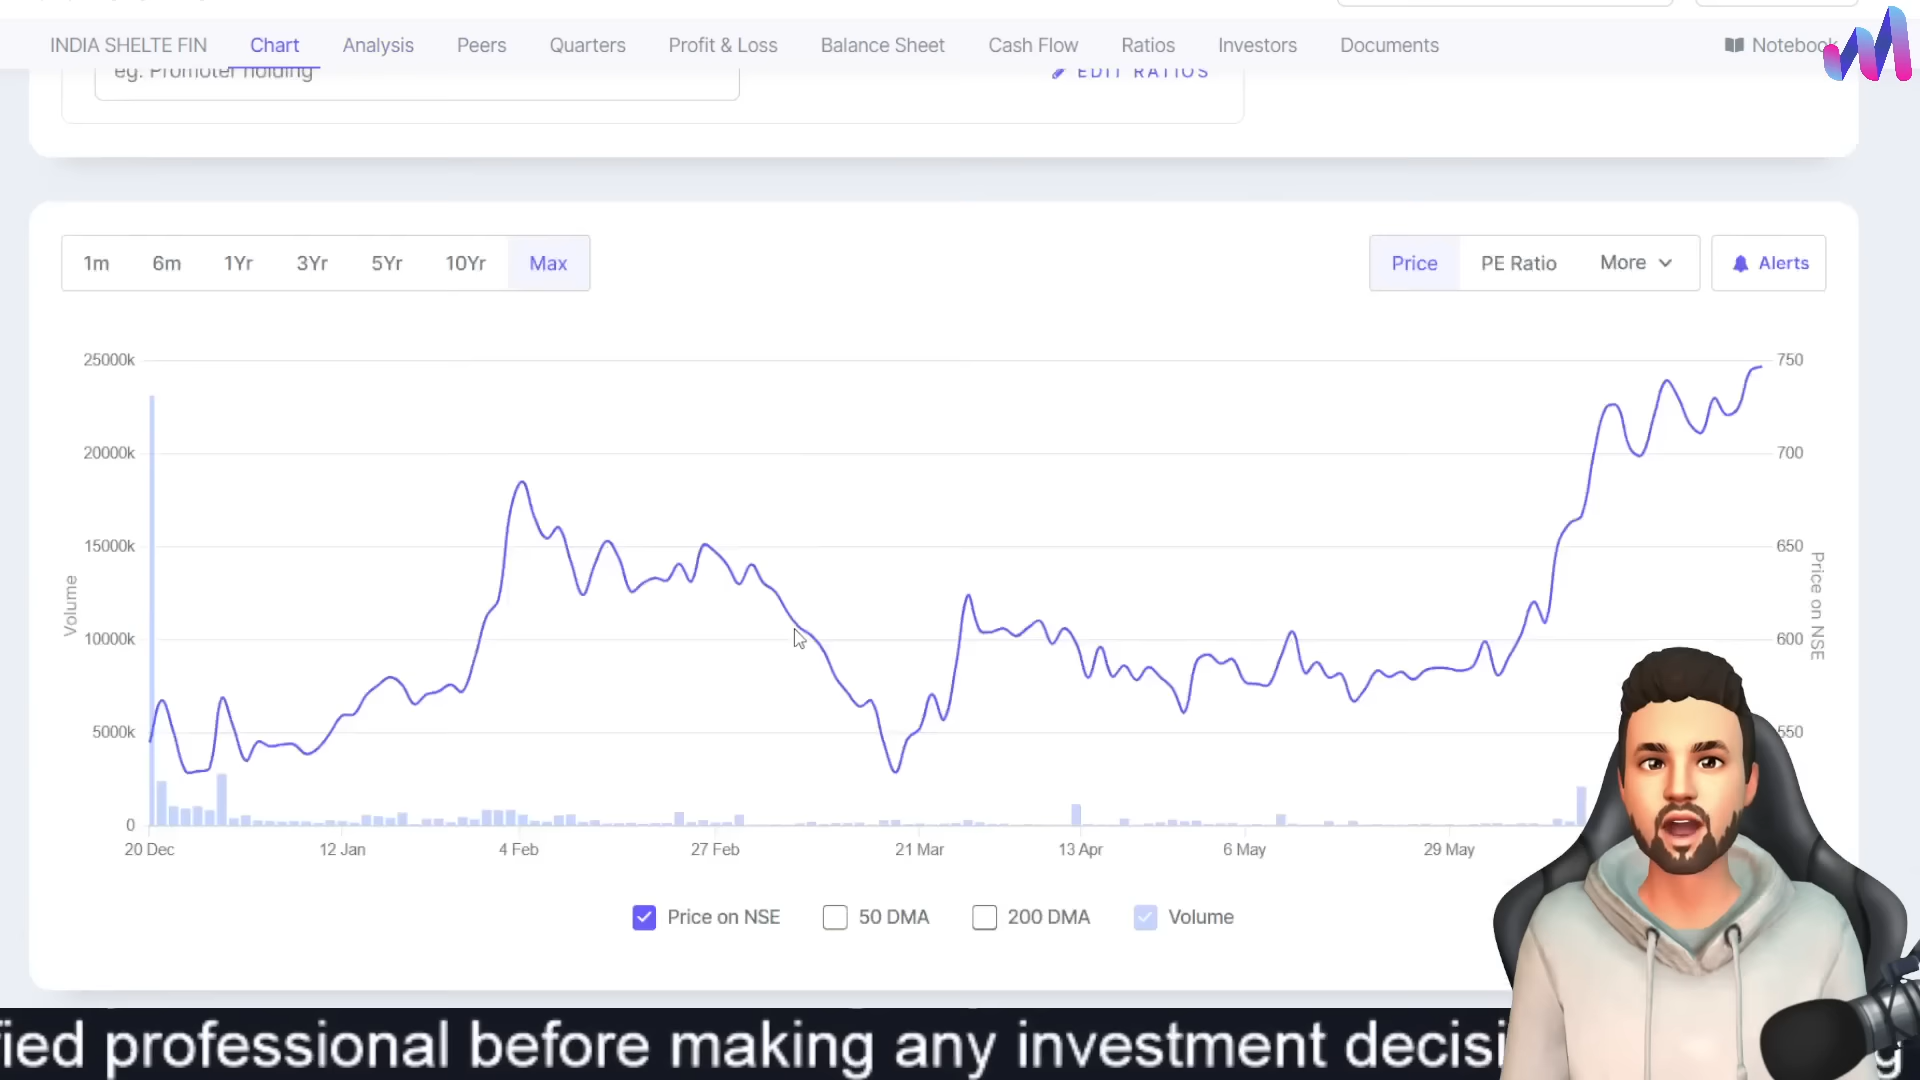 INDIA SHELTE FIN Chart Analysis Peers Quarters Profit & Loss Balance Sheet Cash Flow Ratios Investors Documents Notebook
eg. Promoter holding EDIT RATIOS
1m 6m 1Yr 3Yr 5Yr 10Yr Max Price PE Ratio More Alerts
25000k 750
20000k 700
15000k 650
10000k 600
5000k 550
0
Volume
Price on NSE
20 Dec 12 Jan 4 Feb 27 Feb 21 Mar 13 Apr 6 May 29 May
Price on NSE 50 DMA 200 DMA Volume
fied professional before making any investment decisi